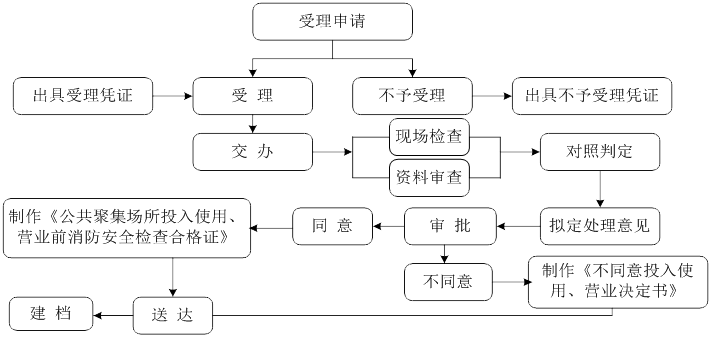 受理申请
出具受理凭证
受 理
不予受理
出具不予受理凭证
交 办
现场检查
资料审查
对照判定
制作《公共聚集场所投入使用、
营业前消防安全检查合格证》
同 意
审 批
拟定处理意见
不同意
制作《不同意投入使
用、营业决定书》
建 档
送 达